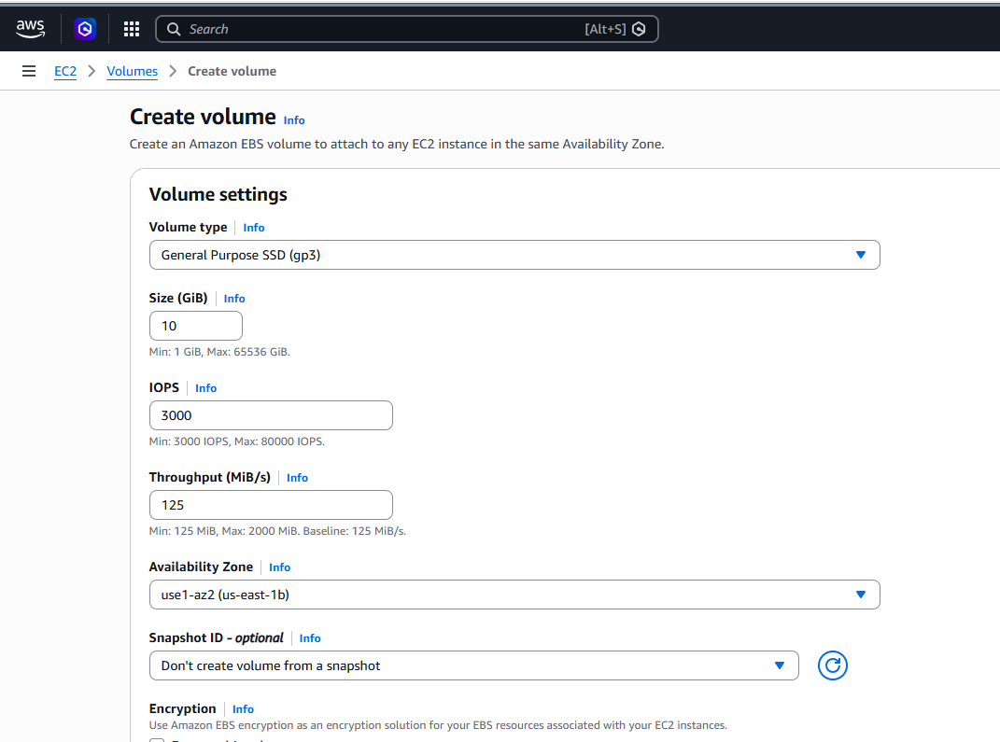 aws
Search [Alt+S]
EC2 Volumes Create volume
Create volume Info
Create an Amazon EBS volume to attach to any EC2 instance in the same Availability Zone.
Volume settings
Volume type Info
General Purpose SSD (gp3)
Size (GiB) Info
10
Min: 1 GiB, Max: 65536 GiB.
IOPS Info
3000
Min: 3000 IOPS, Max: 80000 IOPS.
Throughput (MiB/s) Info
125
Min: 125 MiB, Max: 2000 MiB. Baseline: 125 MiB/s.
Availability Zone Info
use1-az2 (us-east-1b)
Snapshot ID - optional Info
Don't create volume from a snapshot
Encryption Info
Use Amazon EBS encryption as an encryption solution for your EBS resources associated with your EC2 instances.